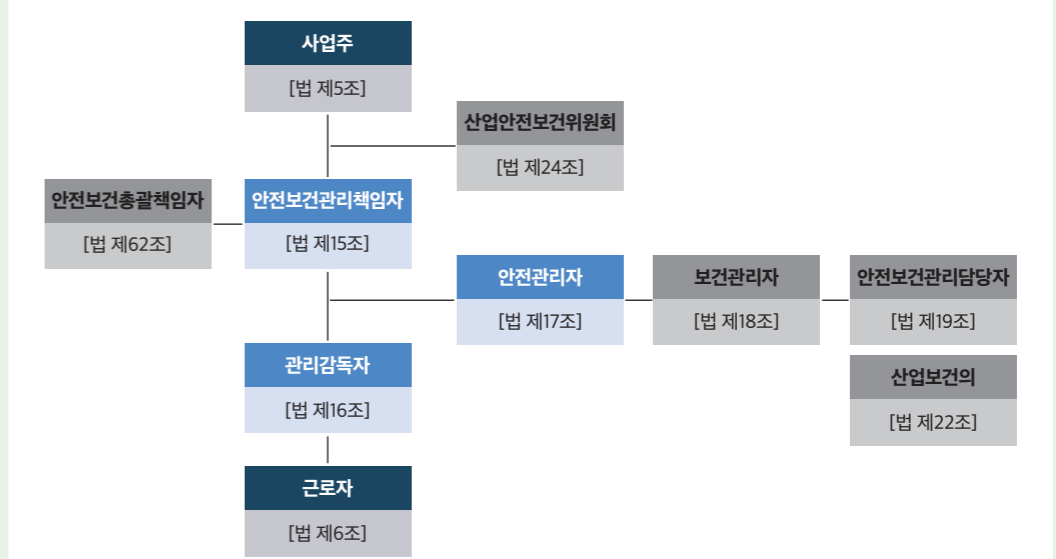 사업주
[법 제5조]
산업안전보건위원회
[법 제24조]
안전보건총괄책임자
[법 제62조]
안전보건관리책임자
[법 제15조]
안전관리자
[법 제17조]
보건관리자
[법 제18조]
안전보건관리담당자
[법 제19조]
관리감독자
[법 제16조]
산업보건의
[법 제22조]
근로자
[법 제6조]